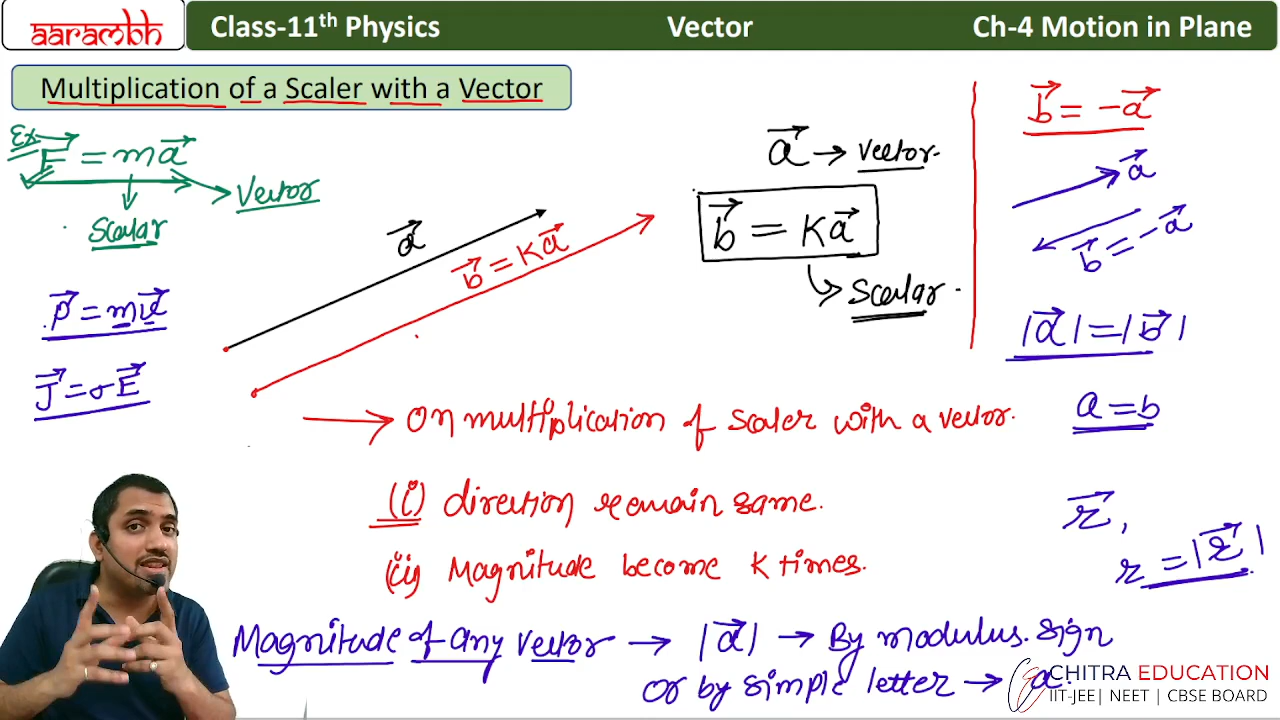 aarambh
Class-11th Physics
Vector
Ch-4 Motion in Plane
Multiplication of a Scaler with a Vector
Ex
F⃗ = ma⃗
Scalar
Vector
P⃗ = mv⃗
J⃗ = σE⃗
a⃗
b⃗ = Ka⃗
a⃗ → vector.
b⃗ = Ka⃗
Scalar.
b⃗ = -a⃗
a⃗
b⃗ = -a⃗
|a⃗| = |b⃗|
a = b
r⃗,
r = |r⃗|
→ On multiplication of scaler with a vector.
(i) direction remain same.
(ii) Magnitude become K times.
Magnitude of any vector → |a⃗| → By modulus sign
or by simple letter → a.
CHITRA EDUCATION
IIT-JEE| NEET | CBSE BOARD